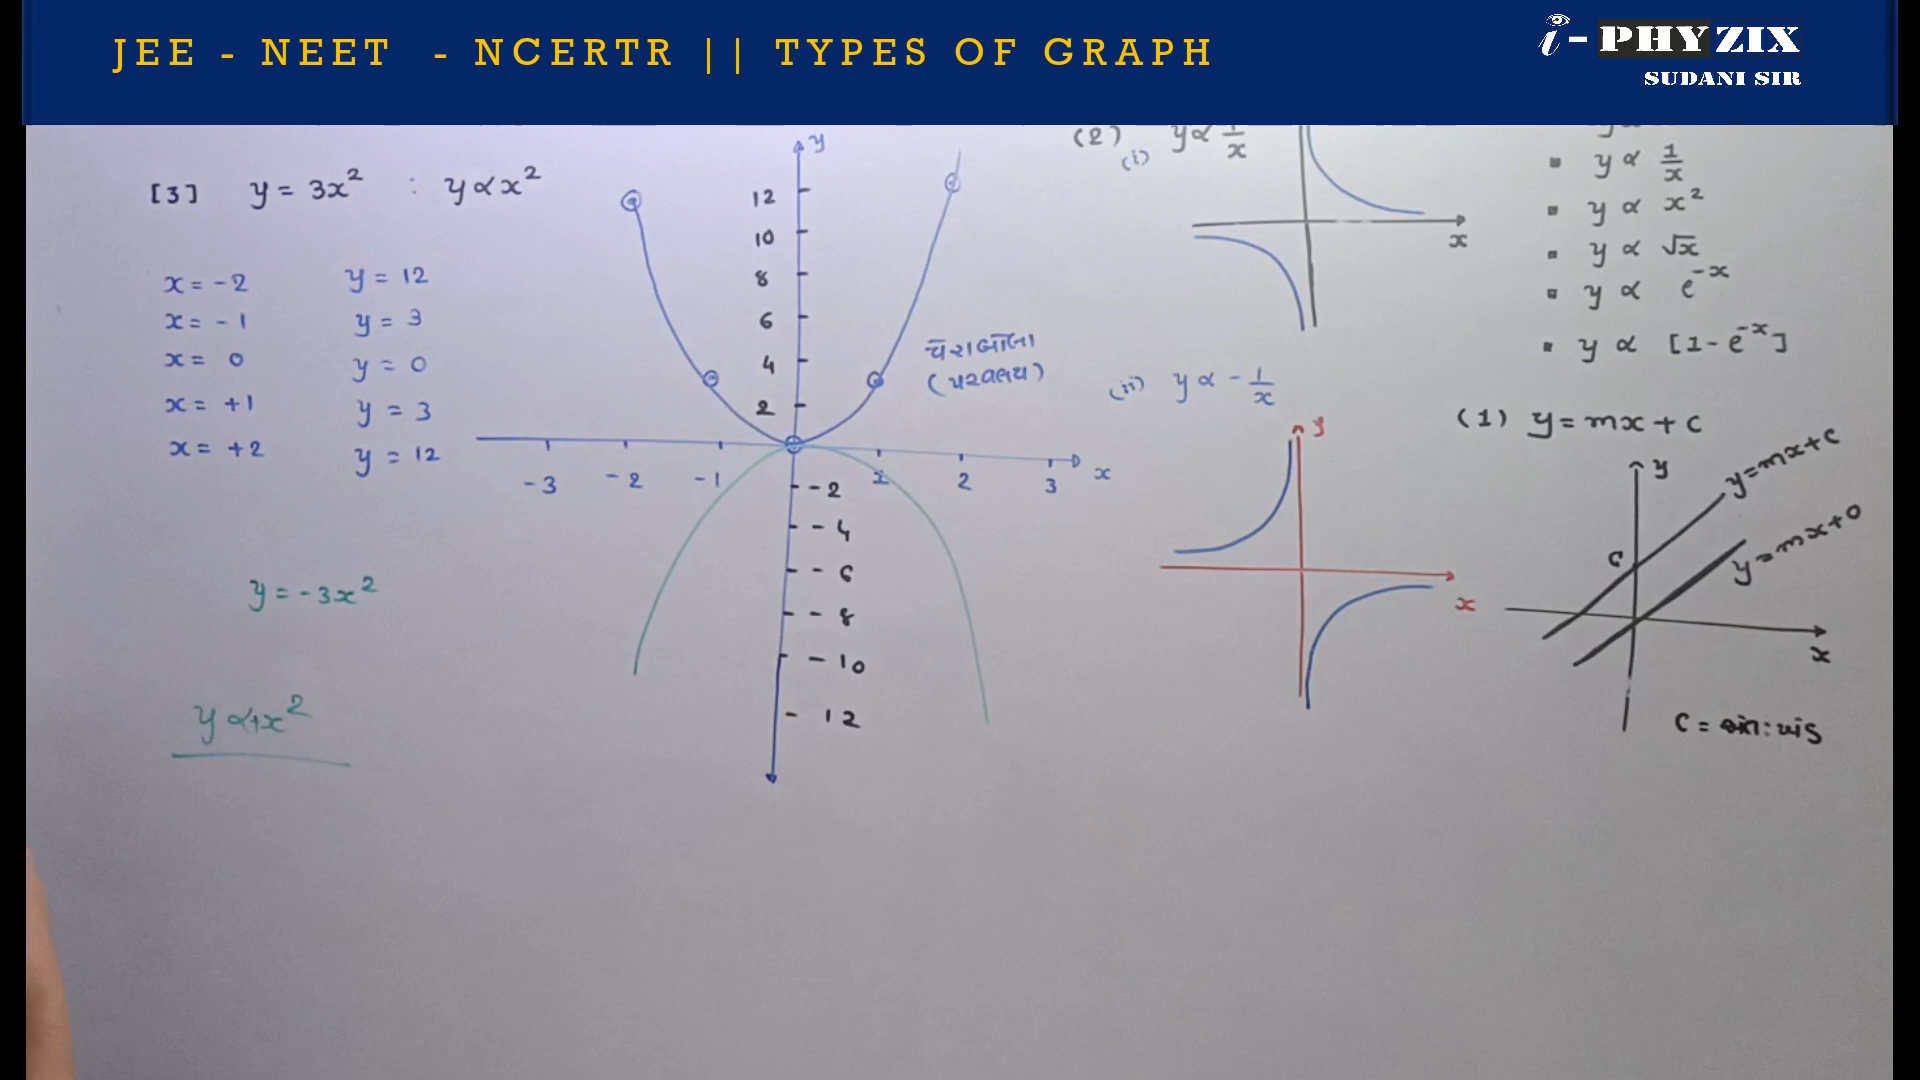 JEE - NEET - NCERTR || TYPES OF GRAPH
i-PHYZIX
SUDANI SIR
[3] y = 3x² : y ∝ x²
x = -2 y = 12
x = -1 y = 3
x = 0 y = 0
x = +1 y = 3
x = +2 y = 12
y = -3x²
y ∝ +x²
y
12
10
8
6
4
2
-3 -2 -1 1 2 3 x
-2
-4
-6
-8
-10
-12
પેરાબોલા
(પરવલય)
(2) y ∝ 1/x
(i)
x
(ii) y ∝ -1/x
y
x
▪ y ∝ 1/x
▪ y ∝ x²
▪ y ∝ √x
▪ y ∝ e^-x
▪ y ∝ [1 - e^-x]
(1) y = mx + c
y
y = mx + c
y = mx + 0
c
x